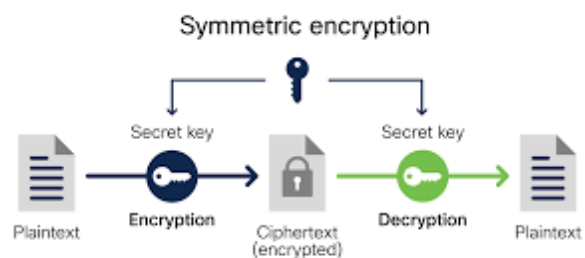 Symmetric encryption
Secret key
Secret key
Encryption
Decryption
Plaintext
Ciphertext
(encrypted)
Plaintext